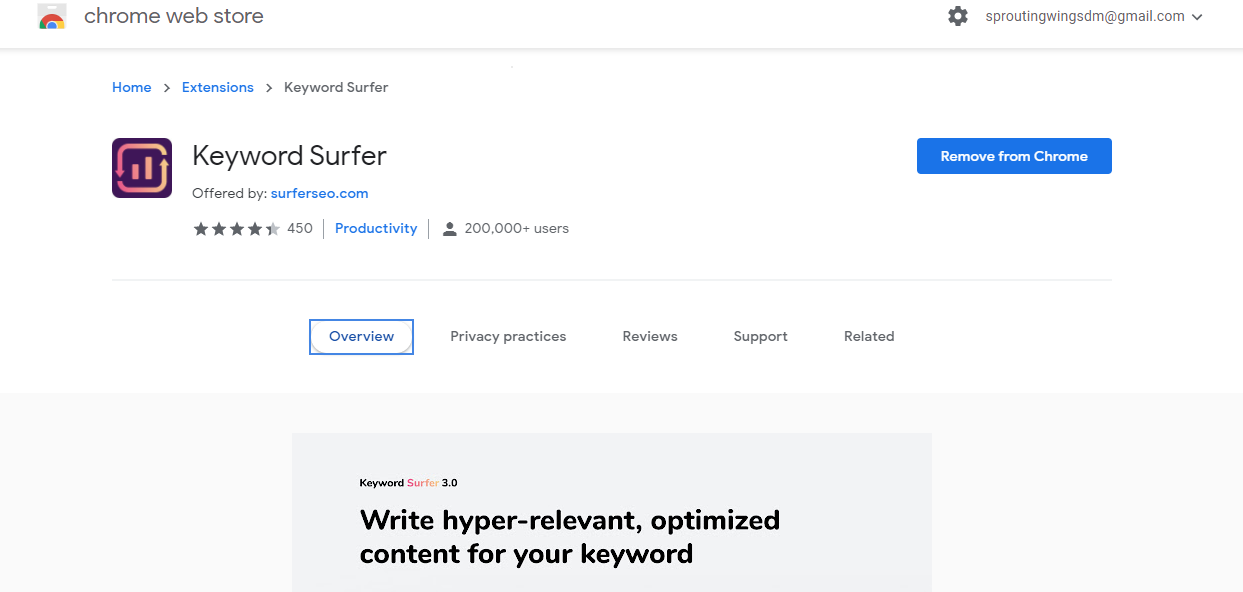 chrome web store
sproutingwingsdm@gmail.com
Home > Extensions > Keyword Surfer
Keyword Surfer
Remove from Chrome
Offered by: surferseo.com
450 | Productivity | 200,000+ users
Overview Privacy practices Reviews Support Related
Keyword Surfer 3.0
Write hyper-relevant, optimized
content for your keyword